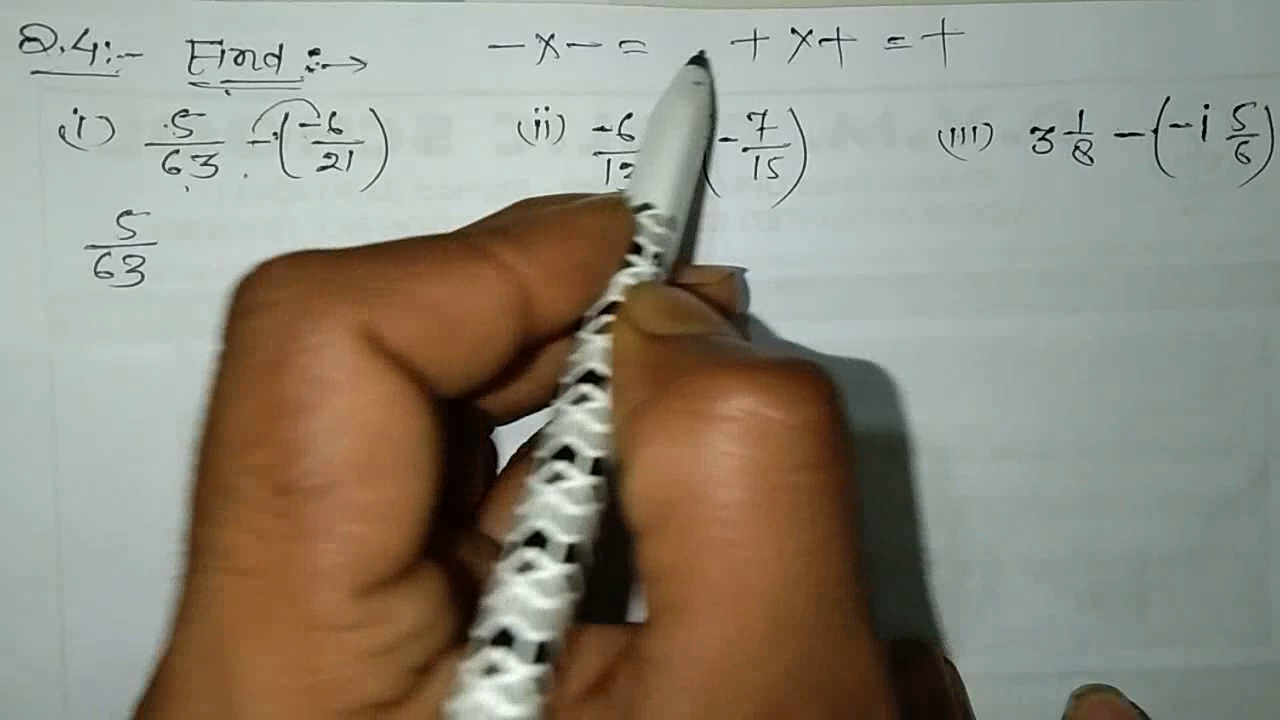 Q.4:- Find :→ - x - = + x + = +
(i) 5/63 - (-6/21) (ii) -6/1 (-7/15) (iii) 3 1/8 - (-1 5/6)
5/63